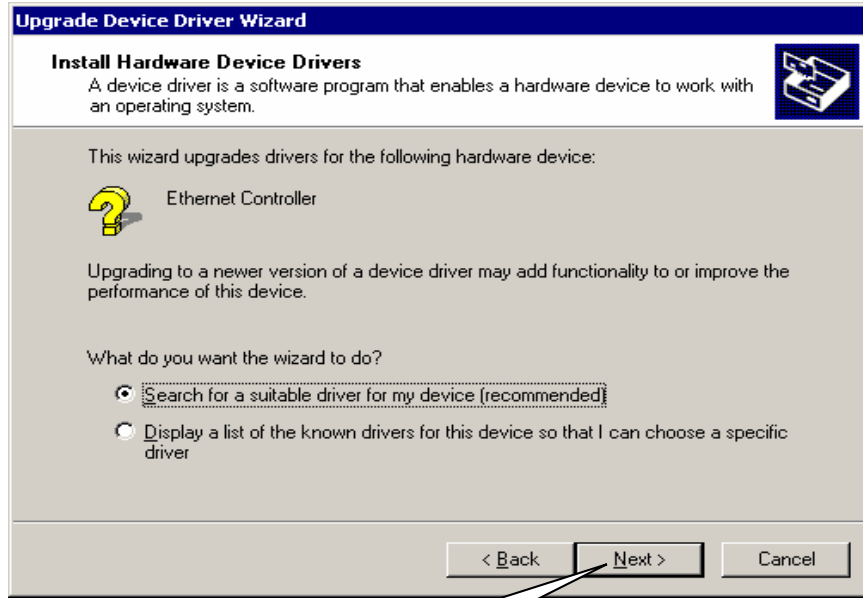 Upgrade Device Driver Wizard
Install Hardware Device Drivers
A device driver is a software program that enables a hardware device to work with
an operating system.
This wizard upgrades drivers for the following hardware device:
Ethernet Controller
Upgrading to a newer version of a device driver may add functionality to or improve the
performance of this device.
What do you want the wizard to do?
Search for a suitable driver for my device (recommended)
Display a list of the known drivers for this device so that I can choose a specific
driver
< Back Next > Cancel